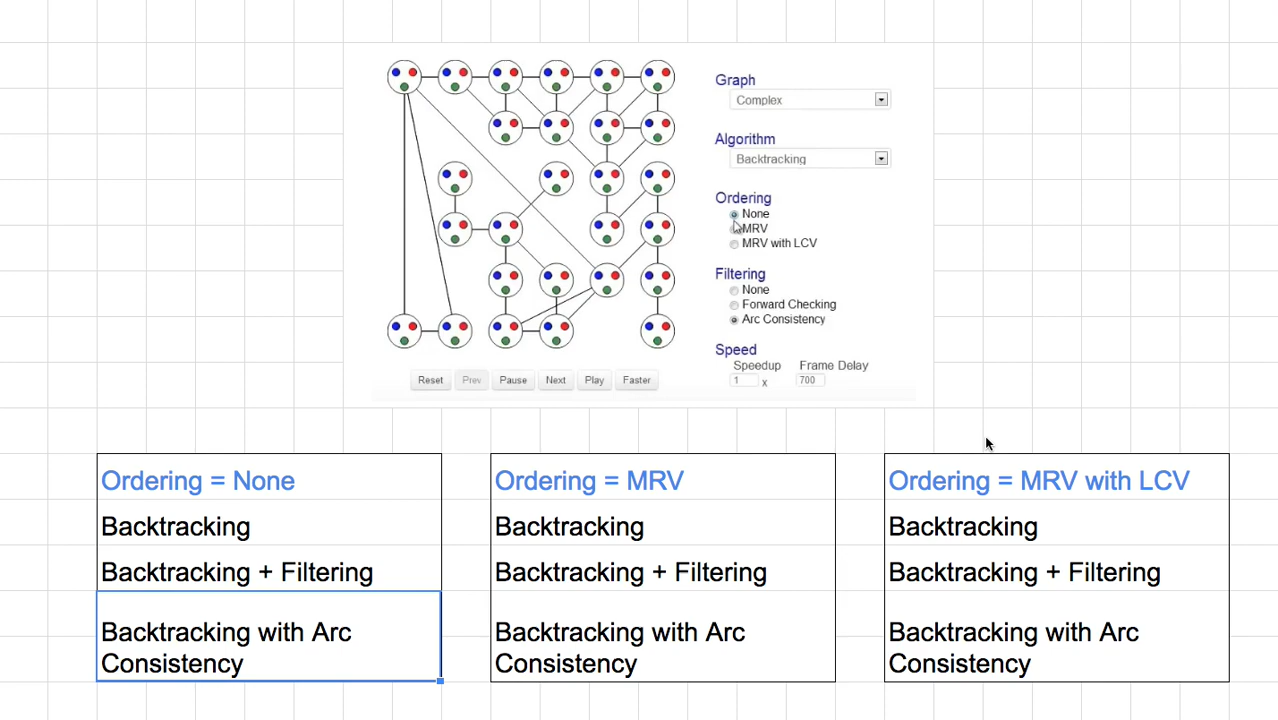 Graph
Complex
Algorithm
Backtracking
Ordering
None
MRV
MRV with LCV
Filtering
None
Forward Checking
Arc Consistency
Speed
Speedup Frame Delay
1 x 700
Reset Prev Pause Next Play Faster
Ordering = None
Backtracking
Backtracking + Filtering
Backtracking with Arc
Consistency
Ordering = MRV
Backtracking
Backtracking + Filtering
Backtracking with Arc
Consistency
Ordering = MRV with LCV
Backtracking
Backtracking + Filtering
Backtracking with Arc
Consistency